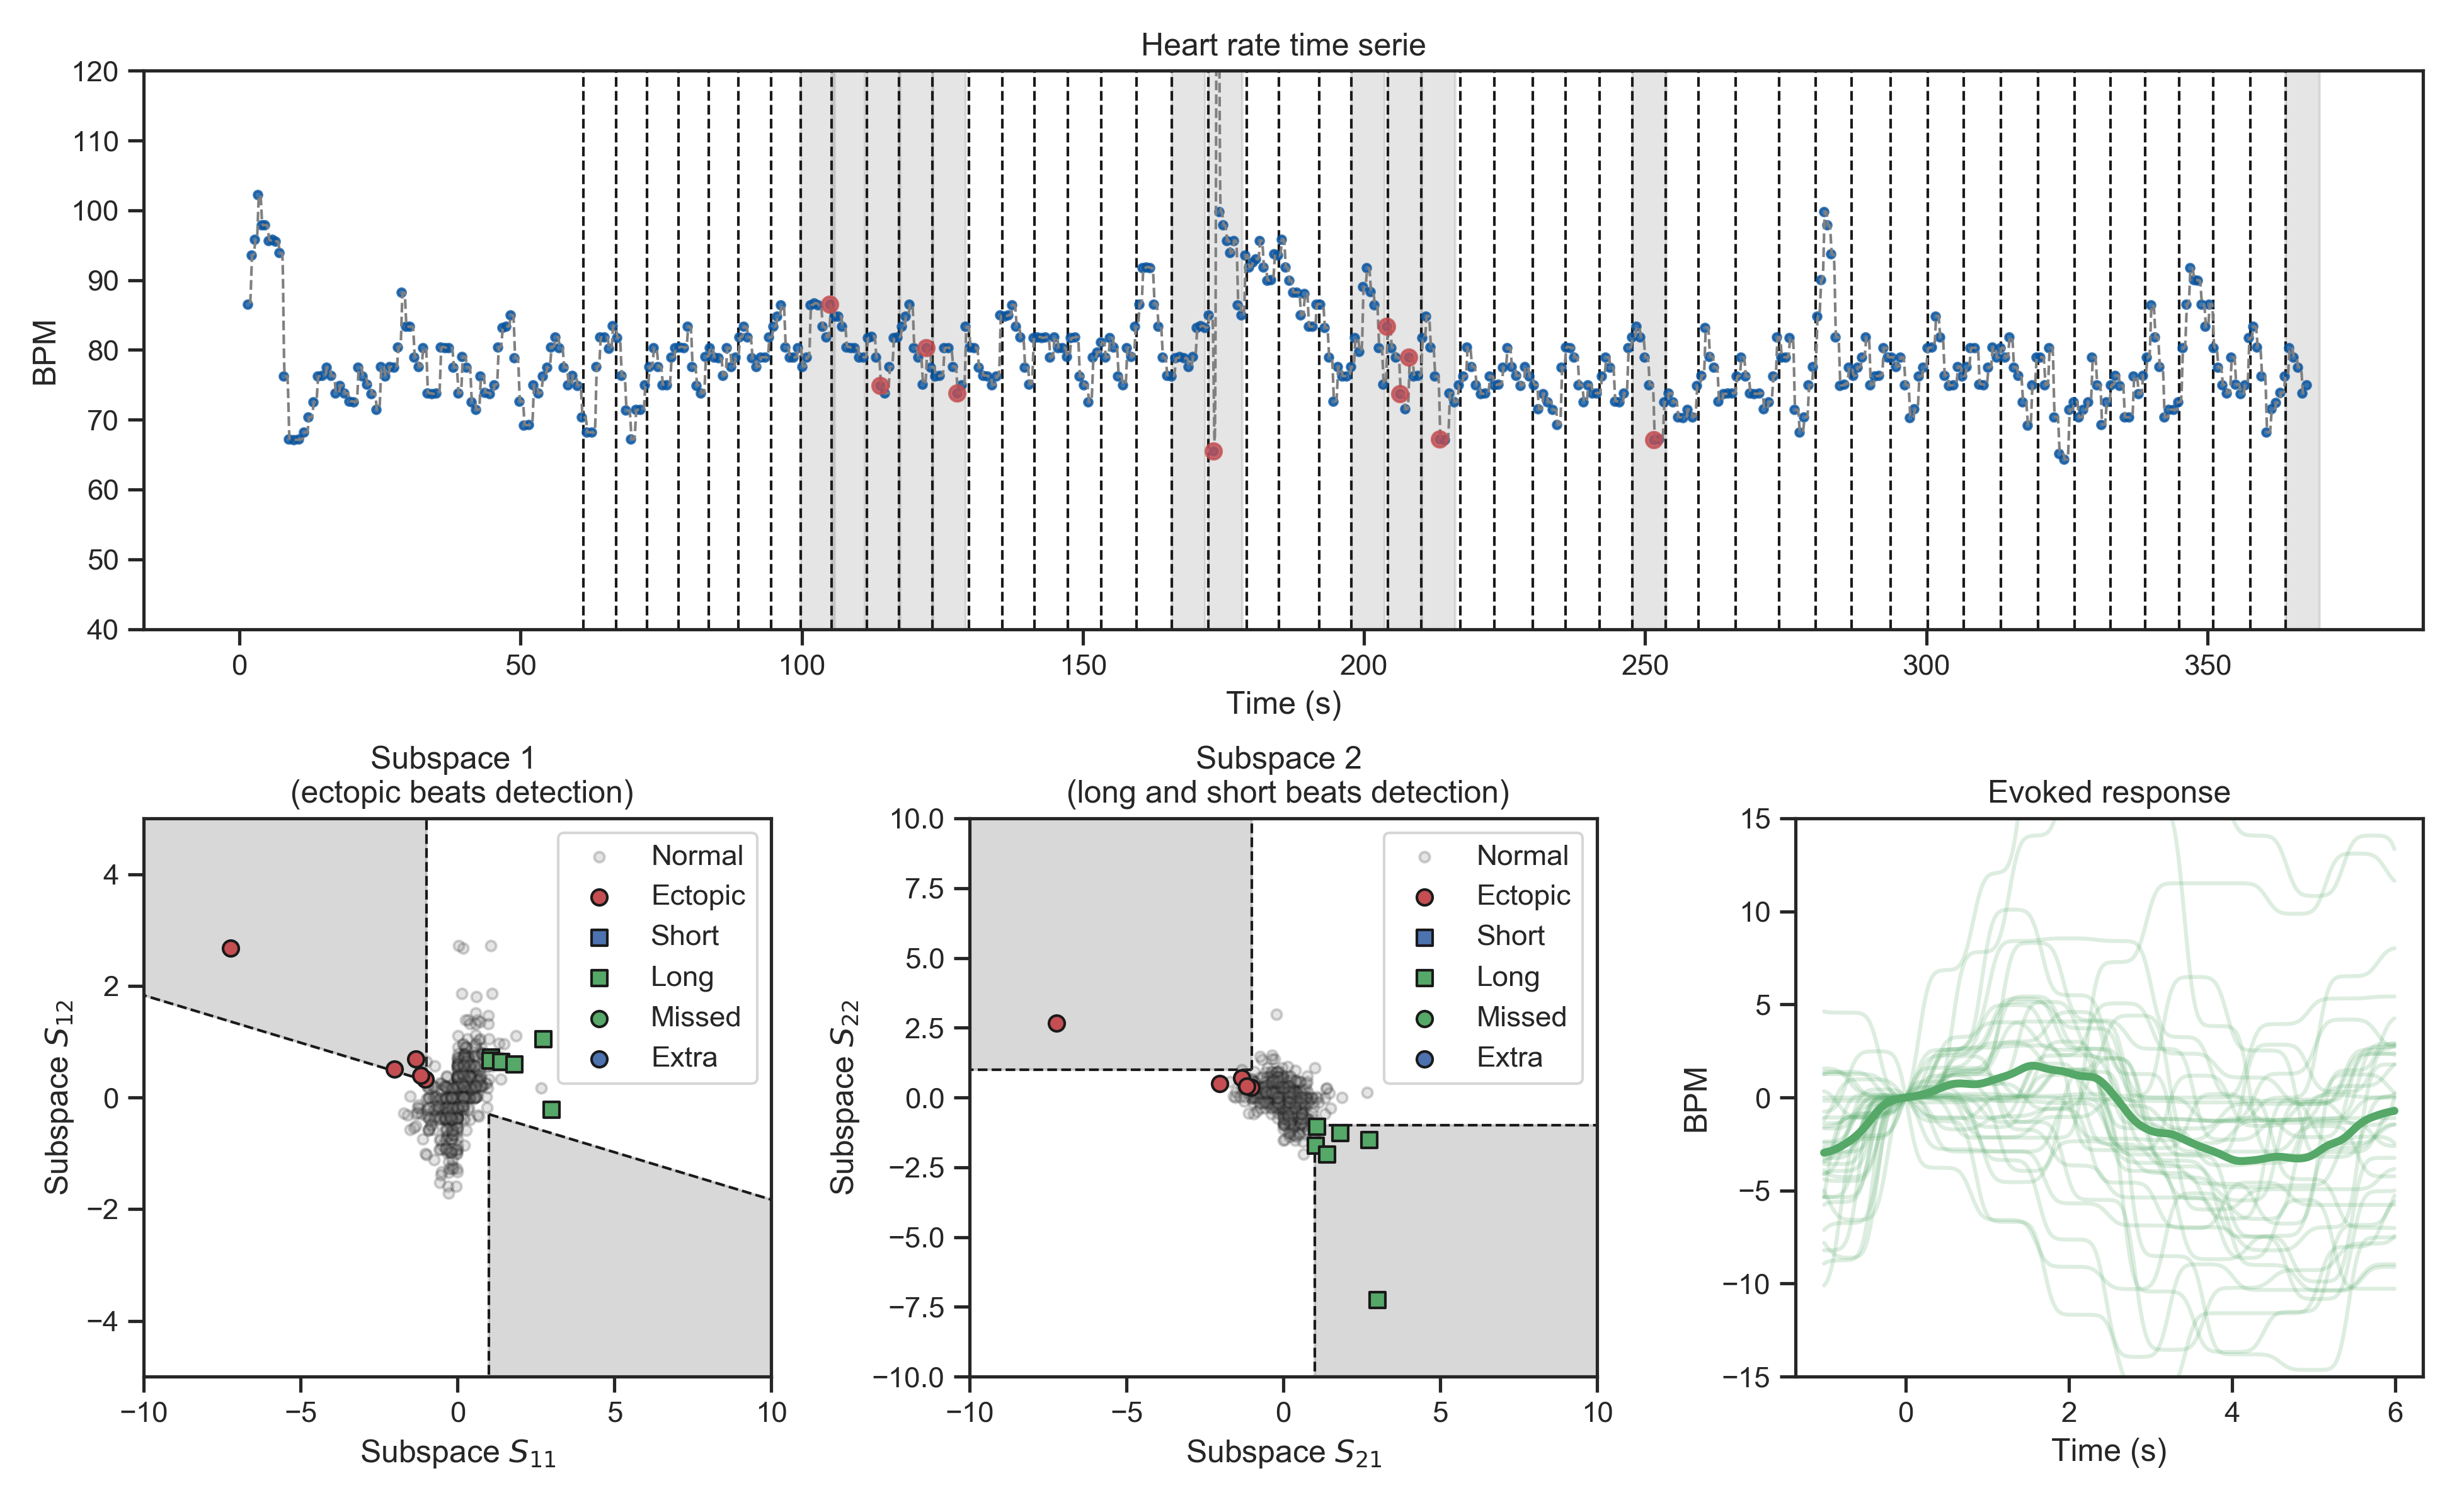 Heart rate time serie
120
110
100
90
80
70
60
50
40
BPM
0 50 100 150 200 250 300 350
Time (s)
Subspace 1
(ectopic beats detection)
4
2
0
−2
−4
Subspace S12
−10 −5 0 5 10
Subspace S11
Normal
Ectopic
Short
Long
Missed
Extra
Subspace 2
(long and short beats detection)
10.0
7.5
5.0
2.5
0.0
−2.5
−5.0
−7.5
−10.0
Subspace S22
−10 −5 0 5 10
Subspace S21
Normal
Ectopic
Short
Long
Missed
Extra
Evoked response
15
10
5
0
−5
−10
−15
BPM
0 2 4 6
Time (s)